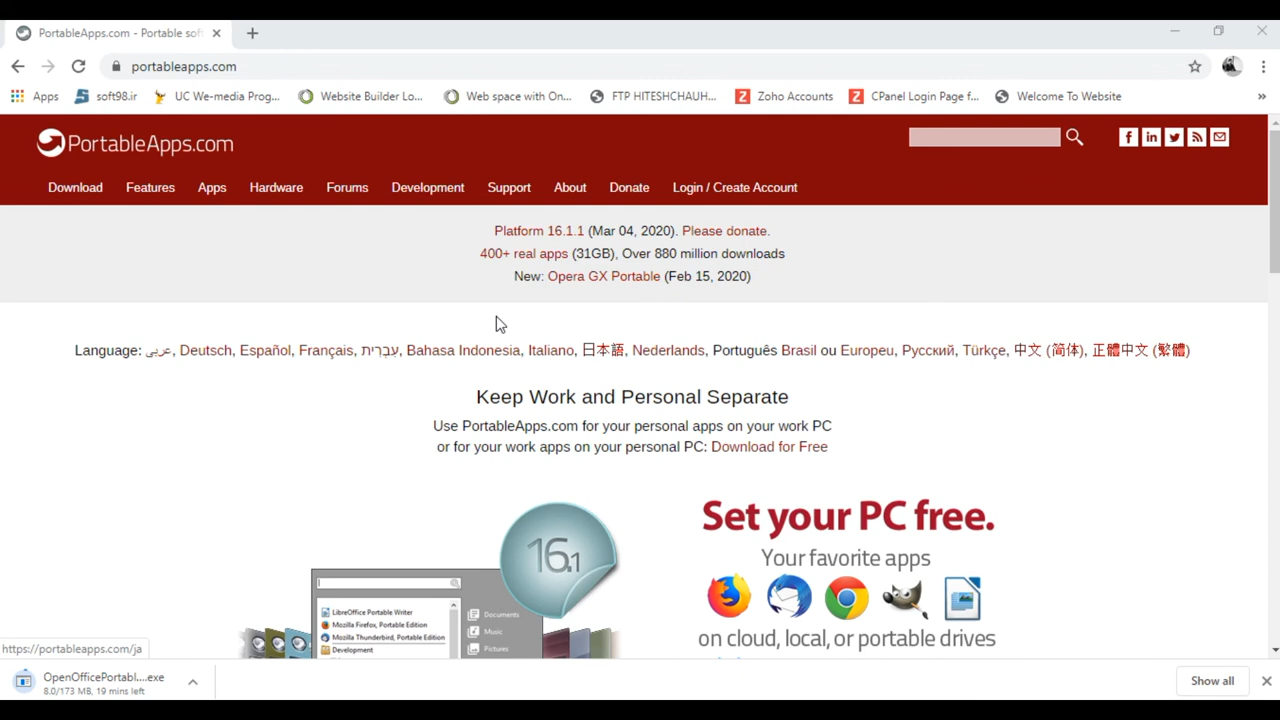 PortableApps.com - Portable soft
portableapps.com
Apps soft98.ir UC We-media Prog... Website Builder Lo... Web space with On... FTP HITESHCHAUH... Zoho Accounts CPanel Login Page f... Welcome To Website »
PortableApps.com
Download Features Apps Hardware Forums Development Support About Donate Login / Create Account
Platform 16.1.1 (Mar 04, 2020). Please donate.
400+ real apps (31GB), Over 880 million downloads
New: Opera GX Portable (Feb 15, 2020)
Language: عربى, Deutsch, Español, Français, עִבְרִית, Bahasa Indonesia, Italiano, 日本語, Nederlands, Português Brasil ou Europeu, Pусский, Türkçe, 中文 (简体), 正體中文 (繁體)
Keep Work and Personal Separate
Use PortableApps.com for your personal apps on your work PC
or for your work apps on your personal PC: Download for Free
16.1
LibreOffice Portable Writer
Mozilla Firefox, Portable Edition
Mozilla Thunderbird, Portable Edition
Development
Documents
Music
Pictures
Set your PC free.
Your favorite apps
on cloud, local, or portable drives
https://portableapps.com/ja
OpenOfficePortabl....exe
8.0/173 MB, 19 mins left
Show all